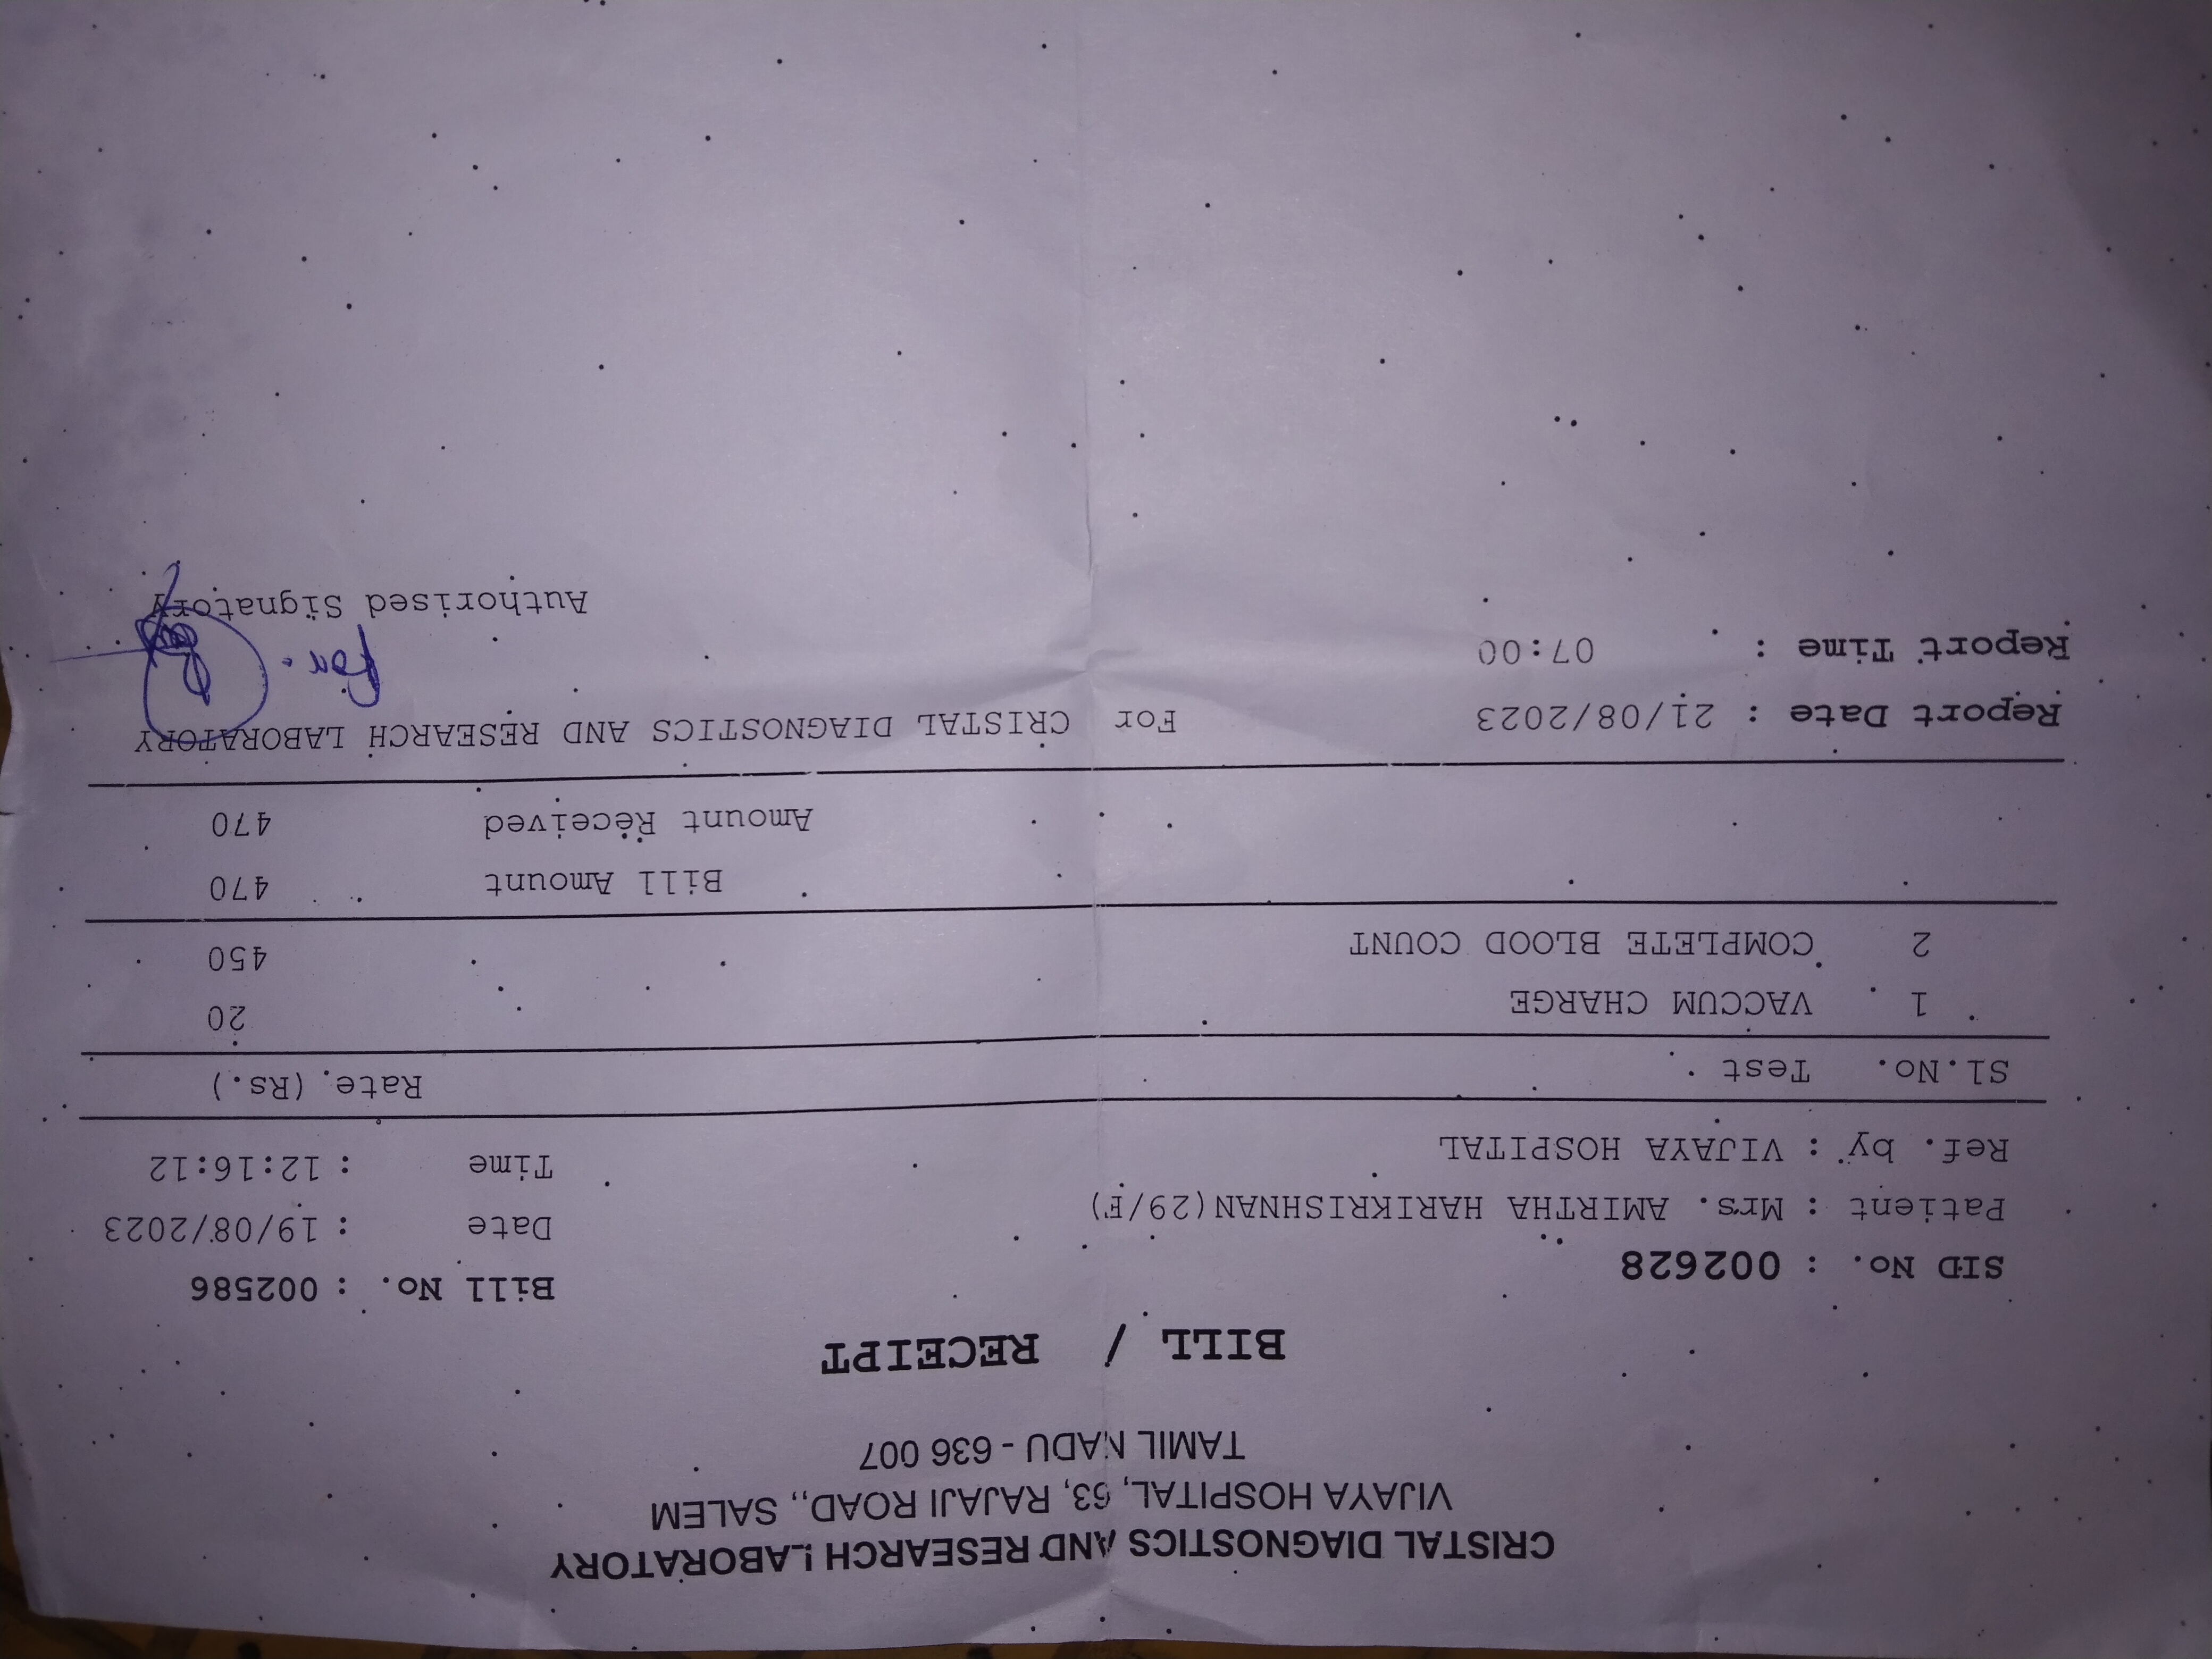 CRISTAL DIAGNOSTICS AND RESEARCH LABORATORY
VIJAYA HOSPITAL, 63, RAJAJI ROAD,, SALEM
TAMIL NADU - 636 007
BILL / RECEIPT
SID No. : 002628 Bill No. : 002586
Patient : Mrs. AMIRTHA HARIKRISHNAN(29/F) Date : 19/08/2023
Ref. by : VIJAYA HOSPITAL Time : 12:16:12
Sl.No. Test Rate (Rs.)
1 VACCUM CHARGE 20
2 COMPLETE BLOOD COUNT 450
Bill Amount 470
Amount Received 470
Report Date : 21/08/2023 For CRISTAL DIAGNOSTICS AND RESEARCH LABORATORY
Report Time : 07:00
For.
Authorised Signatory